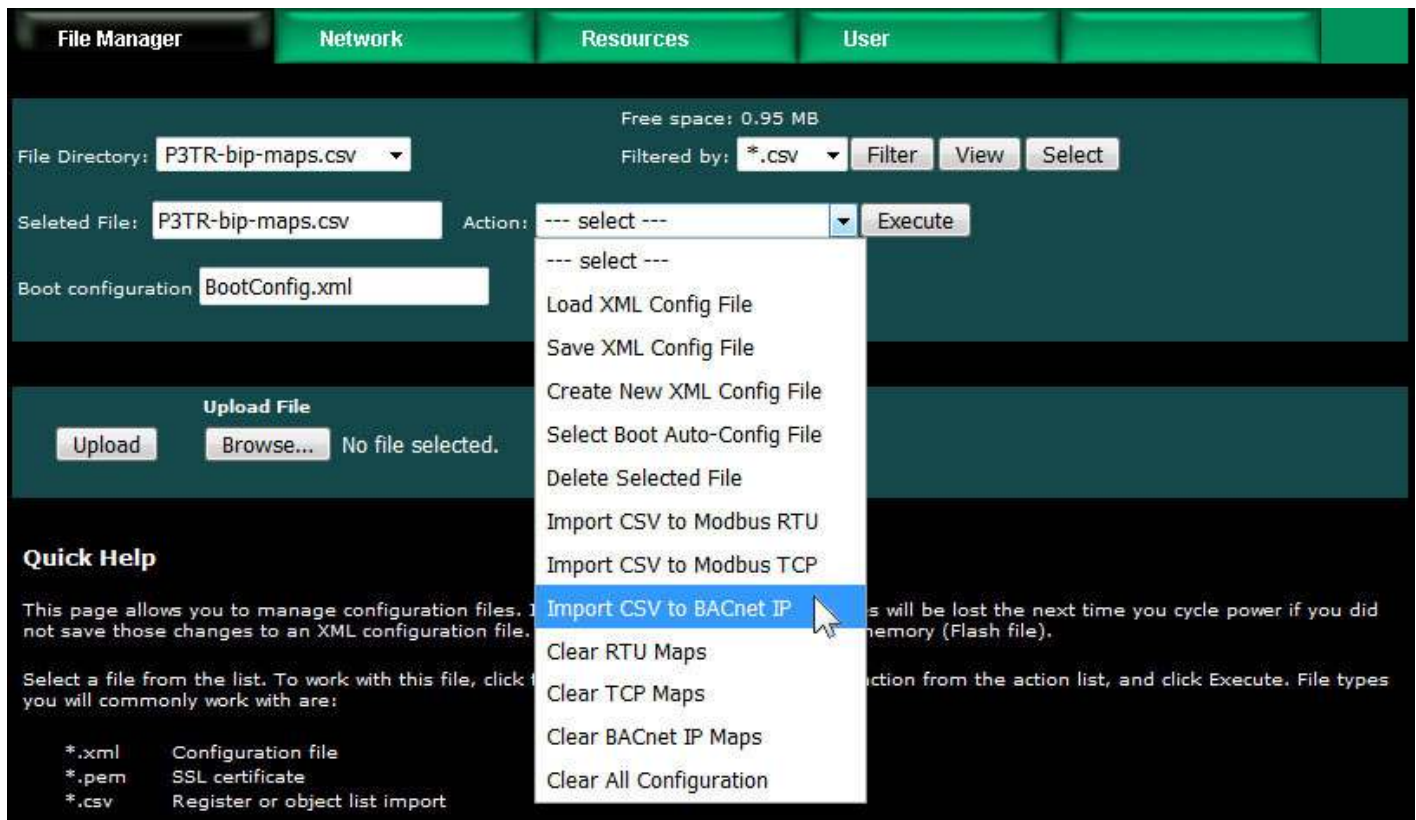 File Manager Network Resources User
Free space: 0.95 MB
File Directory: P3TR-bip-maps.csv Filtered by: *.csv Filter View Select
Seleted File: P3TR-bip-maps.csv Action: --- select --- Execute
--- select ---
Boot configuration BootConfig.xml
Load XML Config File
Save XML Config File
Create New XML Config File
Select Boot Auto-Config File
Delete Selected File
Import CSV to Modbus RTU
Import CSV to Modbus TCP
Import CSV to BACnet IP
Clear RTU Maps
Clear TCP Maps
Clear BACnet IP Maps
Clear All Configuration
Upload File
Upload Browse... No file selected.
Quick Help
This page allows you to manage configuration files. will be lost the next time you cycle power if you did
not save those changes to an XML configuration file. (Flash file).
Select a file from the list. To work with this file, click from the action list, and click Execute. File types
you will commonly work with are:
*.xml Configuration file
*.pem SSL certificate
*.csv Register or object list import